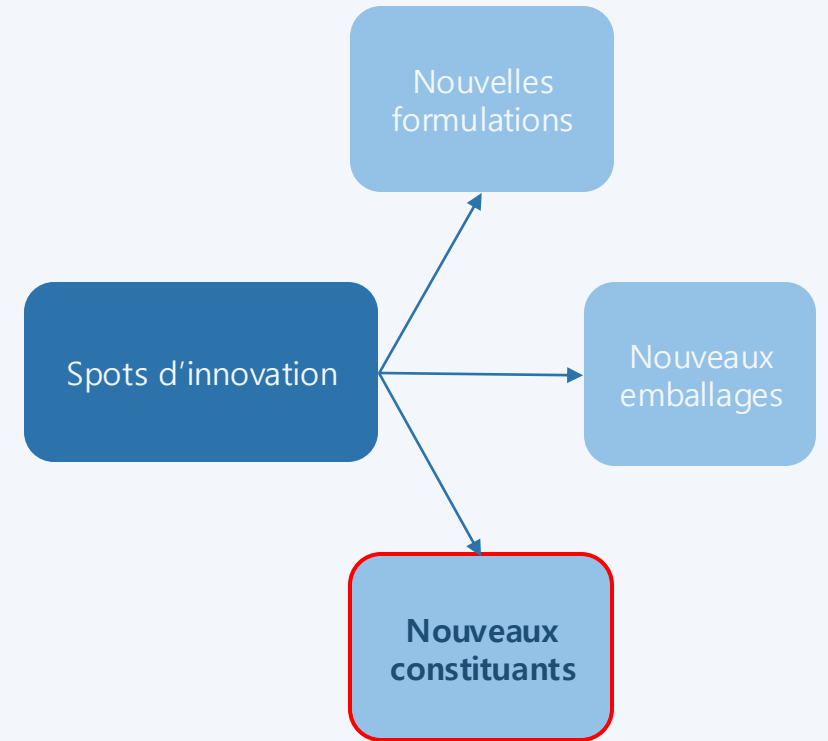 Nouvelles
formulations
Spots d’innovation
Nouveaux
emballages
Nouveaux
constituants